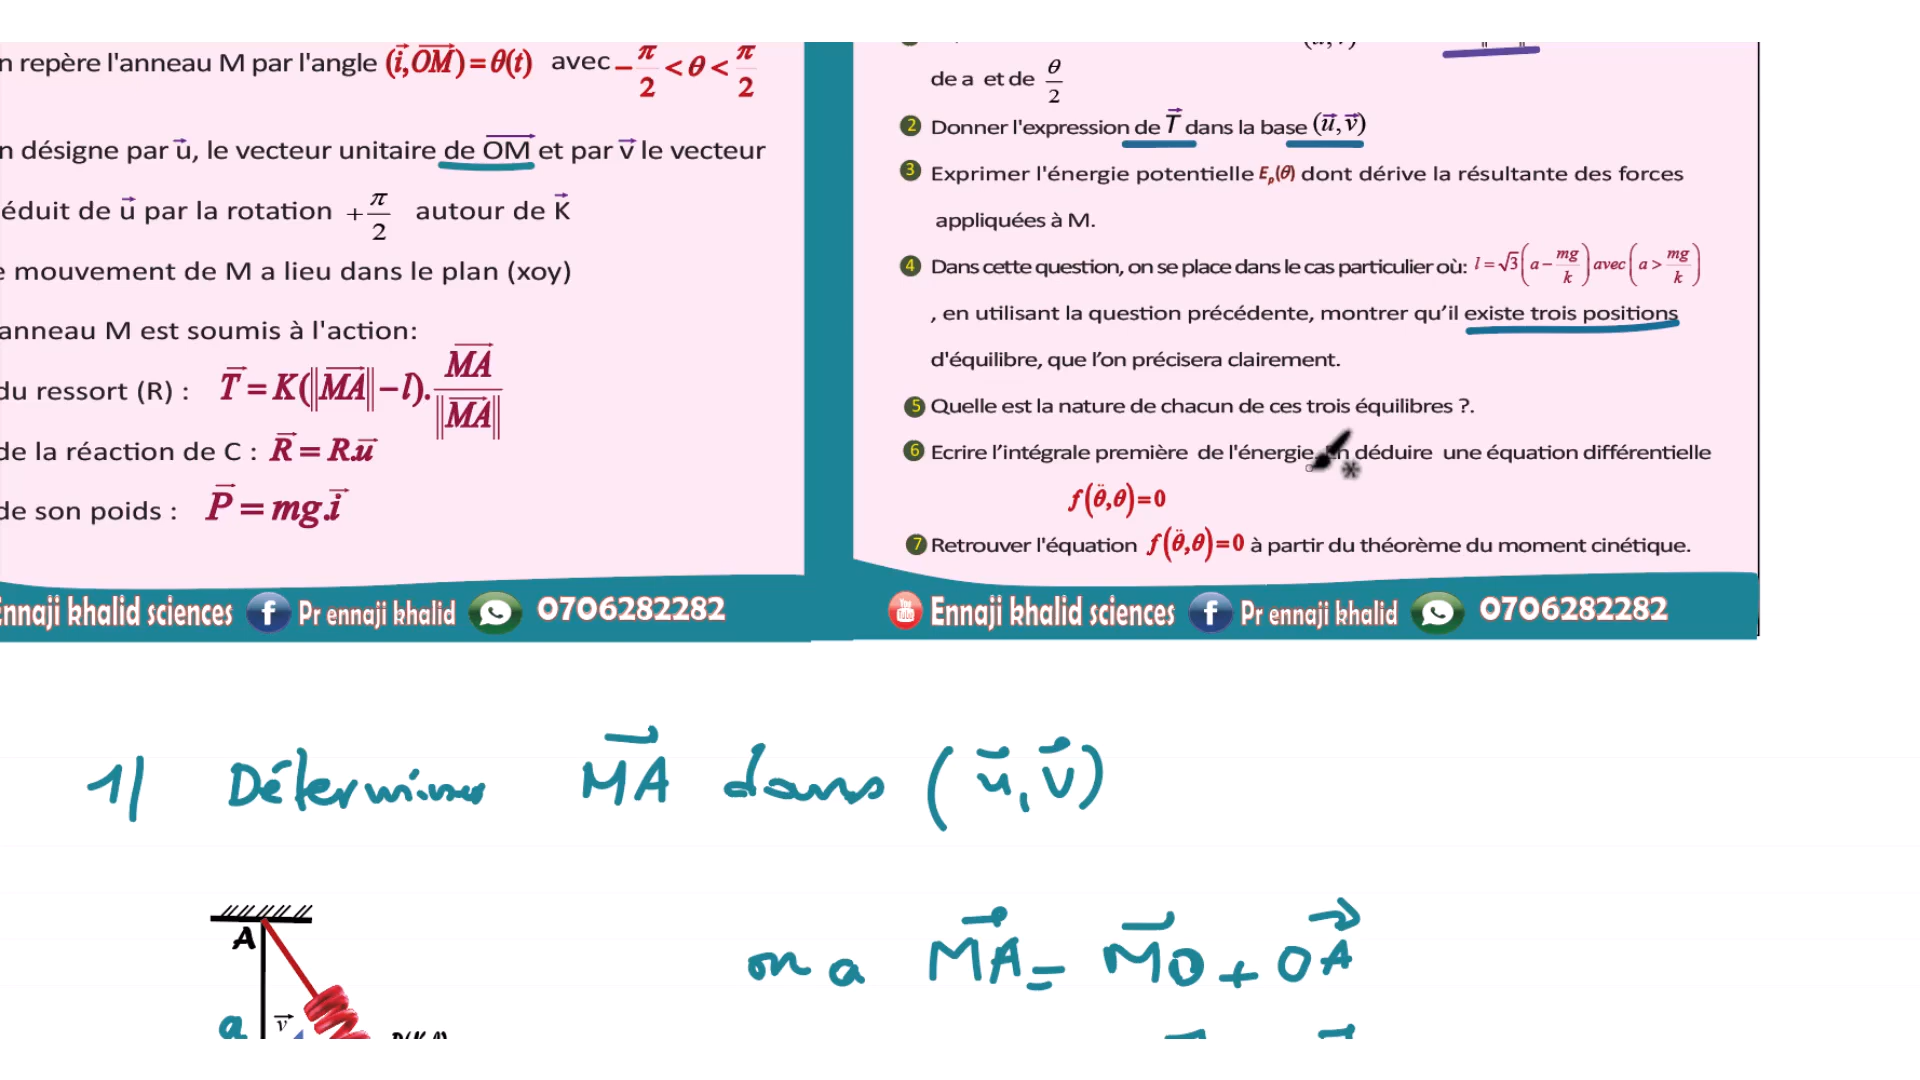 n repère l'anneau M par l'angle (i,OM) = θ(t) avec -π/2 < θ < π/2
n désigne par u, le vecteur unitaire de OM et par v le vecteur
éduit de u par la rotation +π/2 autour de K
e mouvement de M a lieu dans le plan (xoy)
anneau M est soumis à l'action:
du ressort (R) : T = K(||MA|| - l). MA/||MA||
de la réaction de C : R = R.u
de son poids : P = mg.i
Ennaji khalid sciences f Pr ennaji khalid 0706282282
de a et de θ/2
2 Donner l'expression de T dans la base (u,v)
3 Exprimer l'énergie potentielle Ep(θ) dont dérive la résultante des forces
appliquées à M.
4 Dans cette question, on se place dans le cas particulier où: l = √3(a - mg/k) avec (a > mg/k)
, en utilisant la question précédente, montrer qu’il existe trois positions
d'équilibre, que l’on précisera clairement.
5 Quelle est la nature de chacun de ces trois équilibres ?.
6 Ecrire l’intégrale première de l'énergie. déduire une équation différentielle
f(θ̈,θ)=0
7 Retrouver l'équation f(θ̈,θ)=0 à partir du théorème du moment cinétique.
You Tube Ennaji khalid sciences f Pr ennaji khalid 0706282282
1) Déterminer MA dans (u,v)
A
on a MA = MO + OA
a v